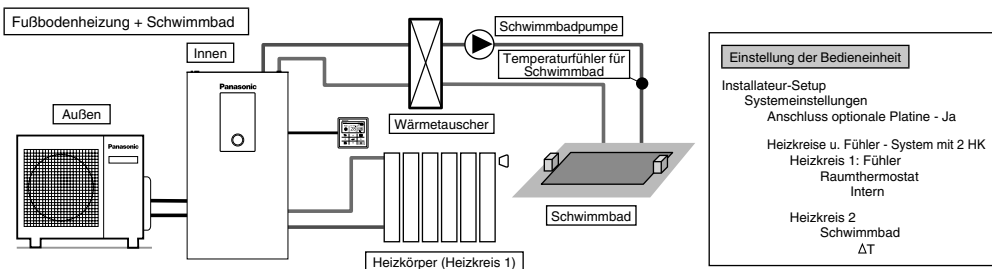 Fußbodenheizung + Schwimmbad
Innen
Schwimmbadpumpe
Temperaturfühler für
Schwimmbad
Panasonic
Außen
Panasonic
Wärmetauscher
Schwimmbad
Heizkörper (Heizkreis 1)
Einstellung der Bedieneinheit
Installateur-Setup
Systemeinstellungen
Anschluss optionale Platine - Ja
Heizkreise u. Fühler - System mit 2 HK
Heizkreis 1: Fühler
Raumthermostat
Intern
Heizkreis 2
Schwimmbad
ΔT